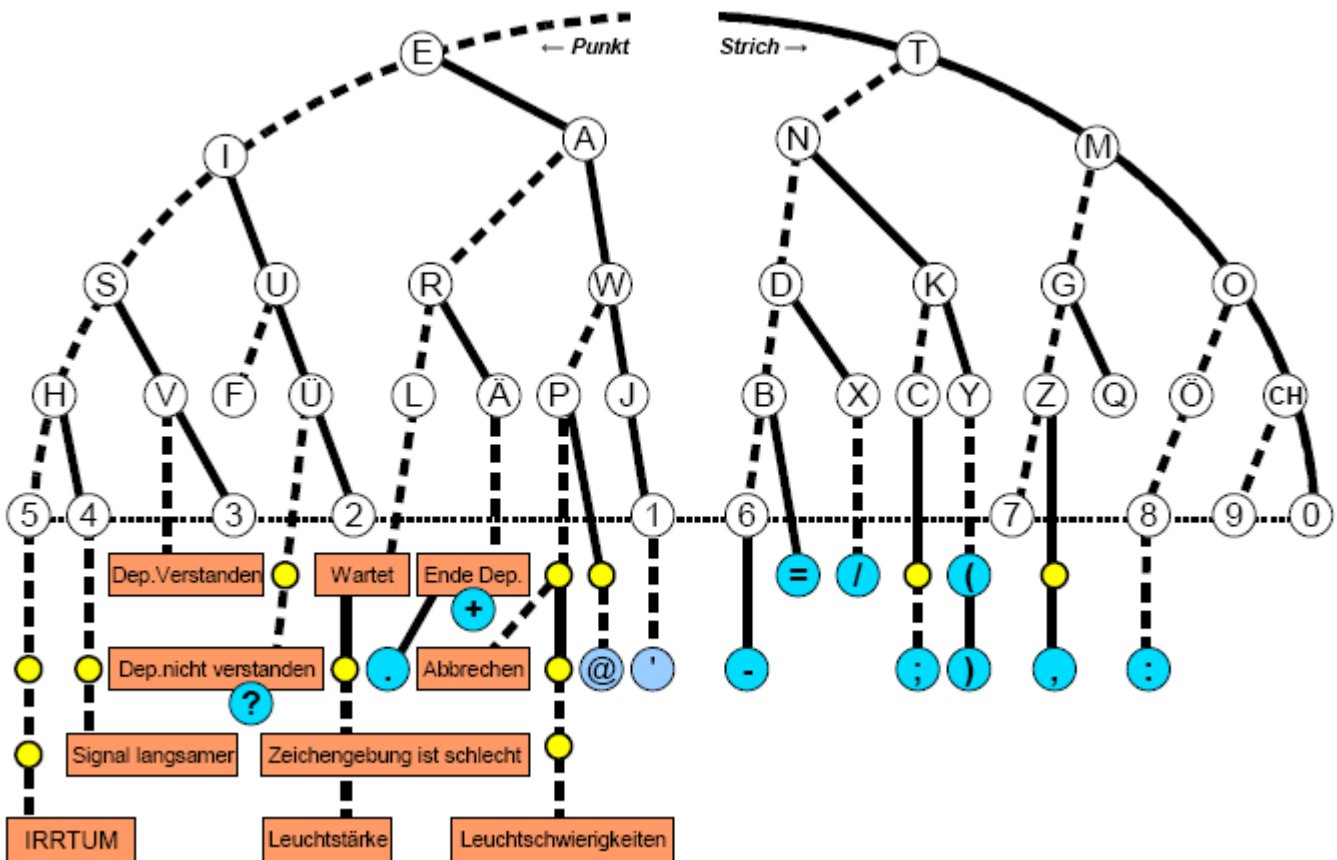 E ← Punkt Strich → T
I A N M
S U R W D K G O
H V F Ü L Ä P J B X C Y Z Q Ö CH
5 4 3 2 1 6 7 8 9 0
Dep.Verstanden Wartet Ende Dep. = / (
+
Dep.nicht verstanden . Abbrechen @ ' - ; ) , :
?
Signal langsamer Zeichengebung ist schlecht
IRRTUM Leuchtstärke Leuchtschwierigkeiten